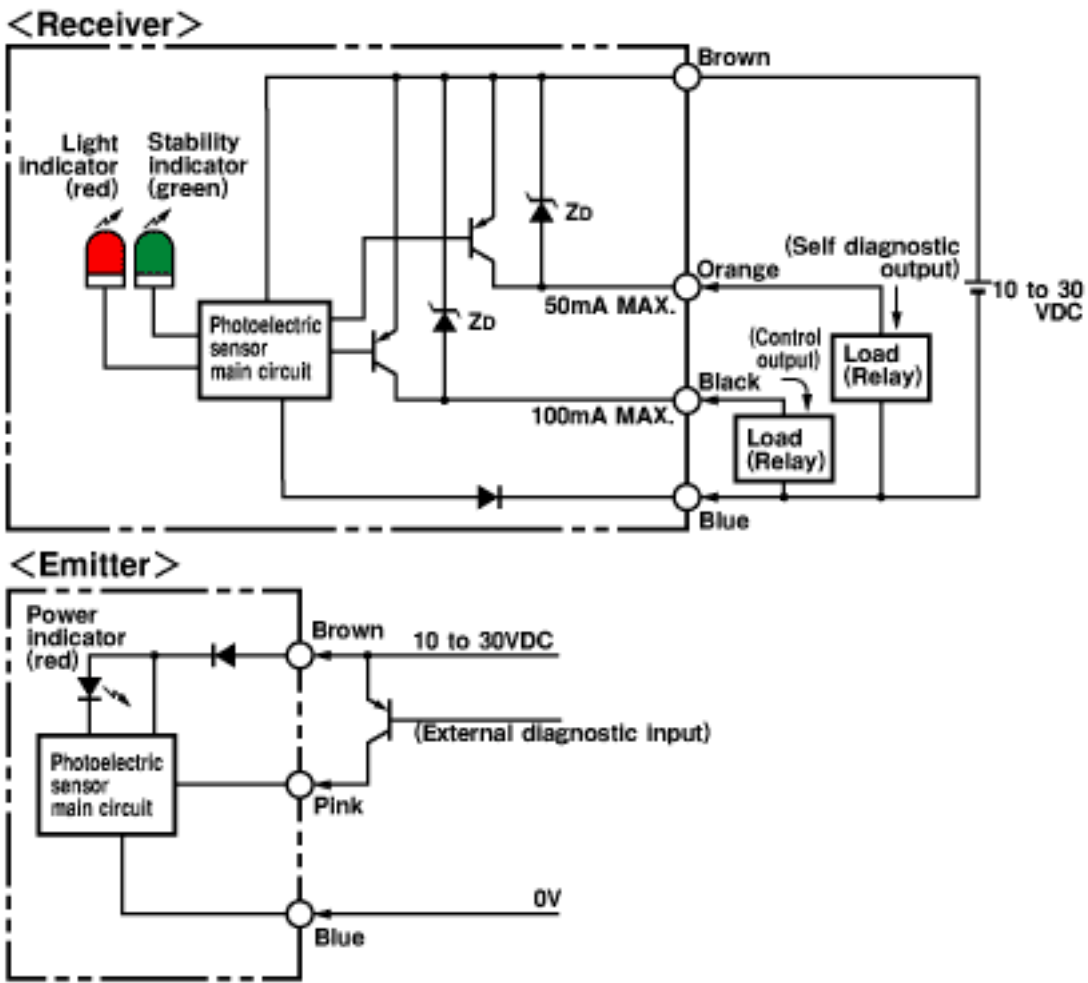 <Receiver>
Brown
Light
indicator
(red)
Stability
indicator
(green)
ZD
(Self diagnostic
output)
Orange
50mA MAX.
10 to 30
VDC
ZD
Photoelectric
sensor
main circuit
(Control
output)
Load
(Relay)
Black
100mA MAX.
Load
(Relay)
Blue
<Emitter>
Power
indicator
(red)
Brown
10 to 30VDC
(External diagnostic input)
Photoelectric
sensor
main circuit
Pink
0V
Blue